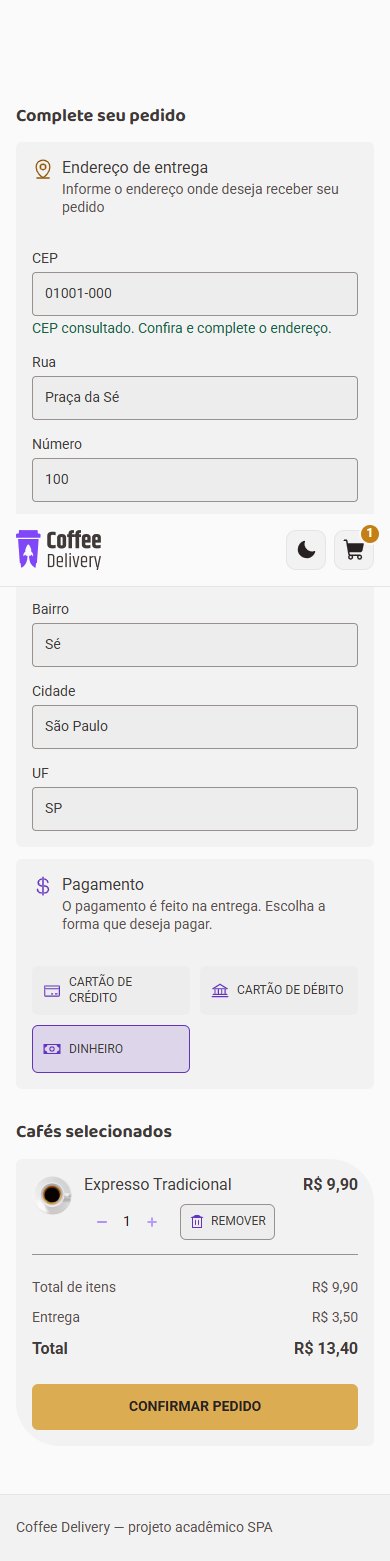 Complete seu pedido
Endereço de entrega
Informe o endereço onde deseja receber seu
pedido
CEP
01001-000
CEP consultado. Confira e complete o endereço.
Rua
Praça da Sé
Número
100
Coffee
Delivery
1
Bairro
Sé
Cidade
São Paulo
UF
SP
Pagamento
O pagamento é feito na entrega. Escolha a
forma que deseja pagar.
CARTÃO DE
CRÉDITO
CARTÃO DE DÉBITO
DINHEIRO
Cafés selecionados
Expresso Tradicional R$ 9,90
1 REMOVER
Total de itens R$ 9,90
Entrega R$ 3,50
Total R$ 13,40
CONFIRMAR PEDIDO
Coffee Delivery — projeto acadêmico SPA